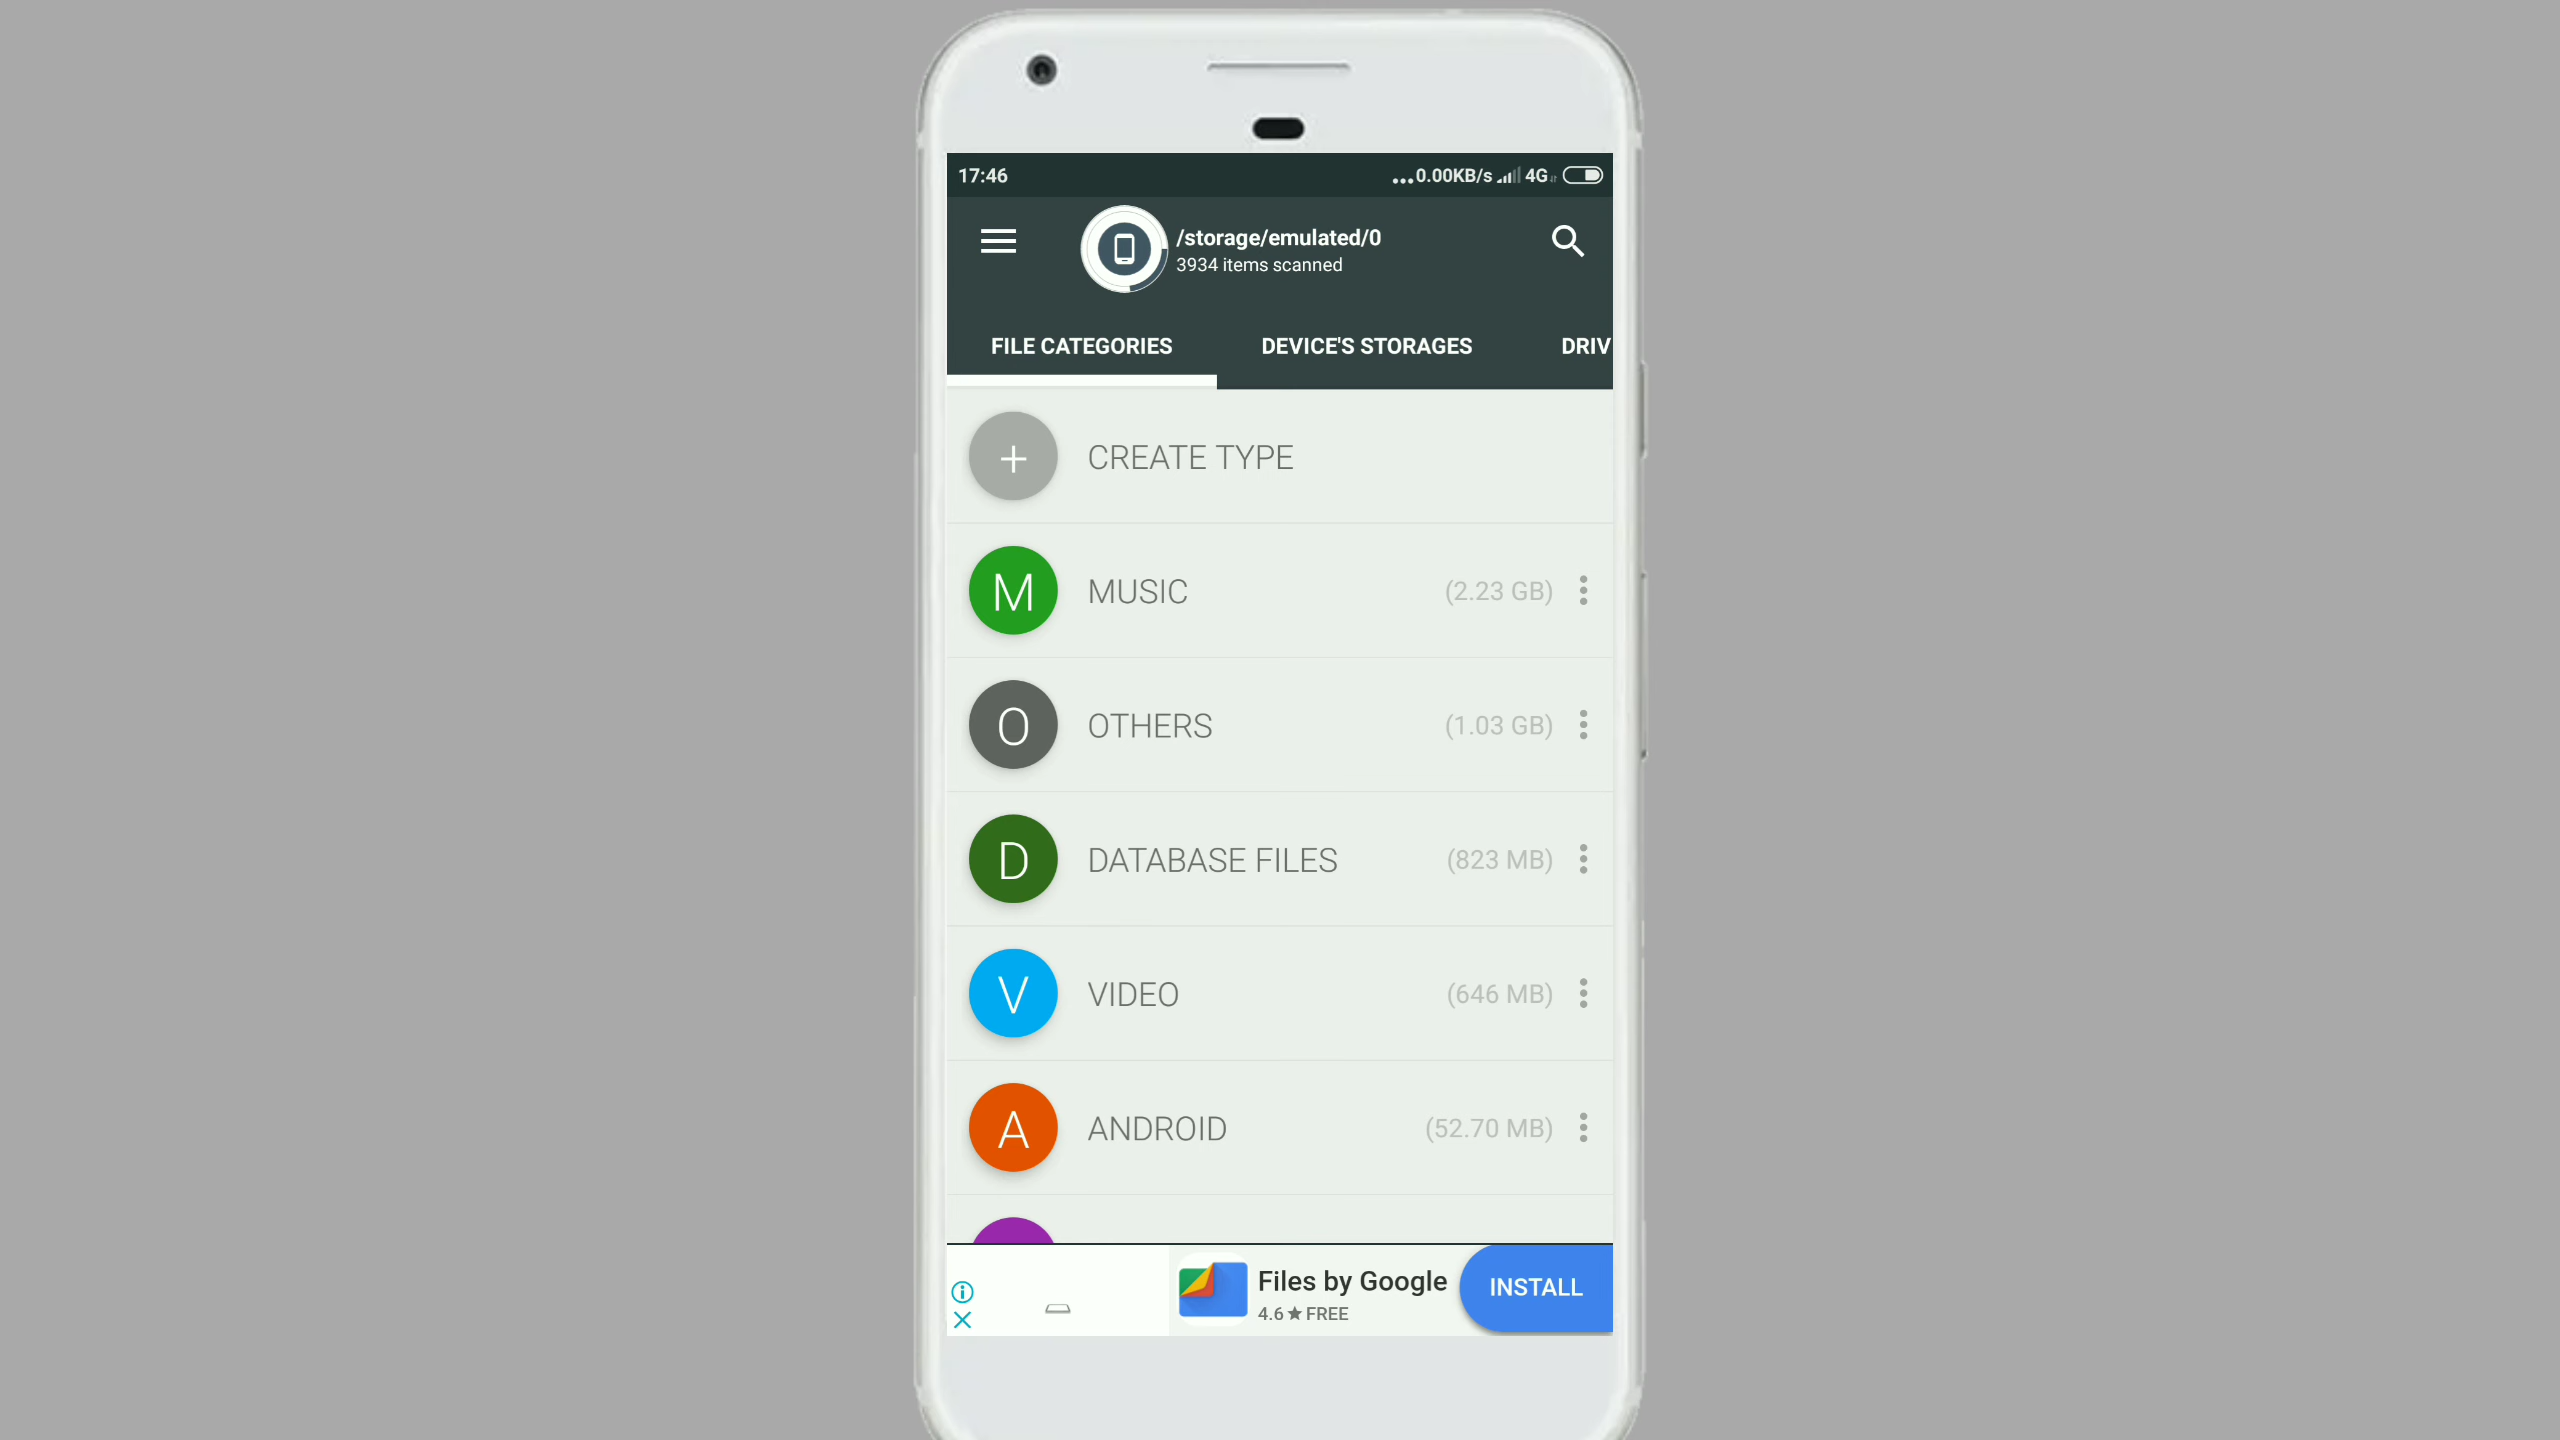 17:46
...0.00KB/s 4G
/storage/emulated/0
3934 items scanned
FILE CATEGORIES
DEVICE'S STORAGES
DRIV
+
CREATE TYPE
M
MUSIC
(2.23 GB)
O
OTHERS
(1.03 GB)
D
DATABASE FILES
(823 MB)
V
VIDEO
(646 MB)
A
ANDROID
(52.70 MB)
Files by Google
4.6★FREE
INSTALL